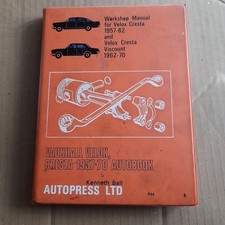 Workshop Manual
for Velox Cresta
1957-62
and
Velox Cresta
Viscount
1962-70
VAUXHALL VELOX,
CRESTA 1957-70 AUTOBOOK
Kenneth Ball
AUTOPRESS LTD